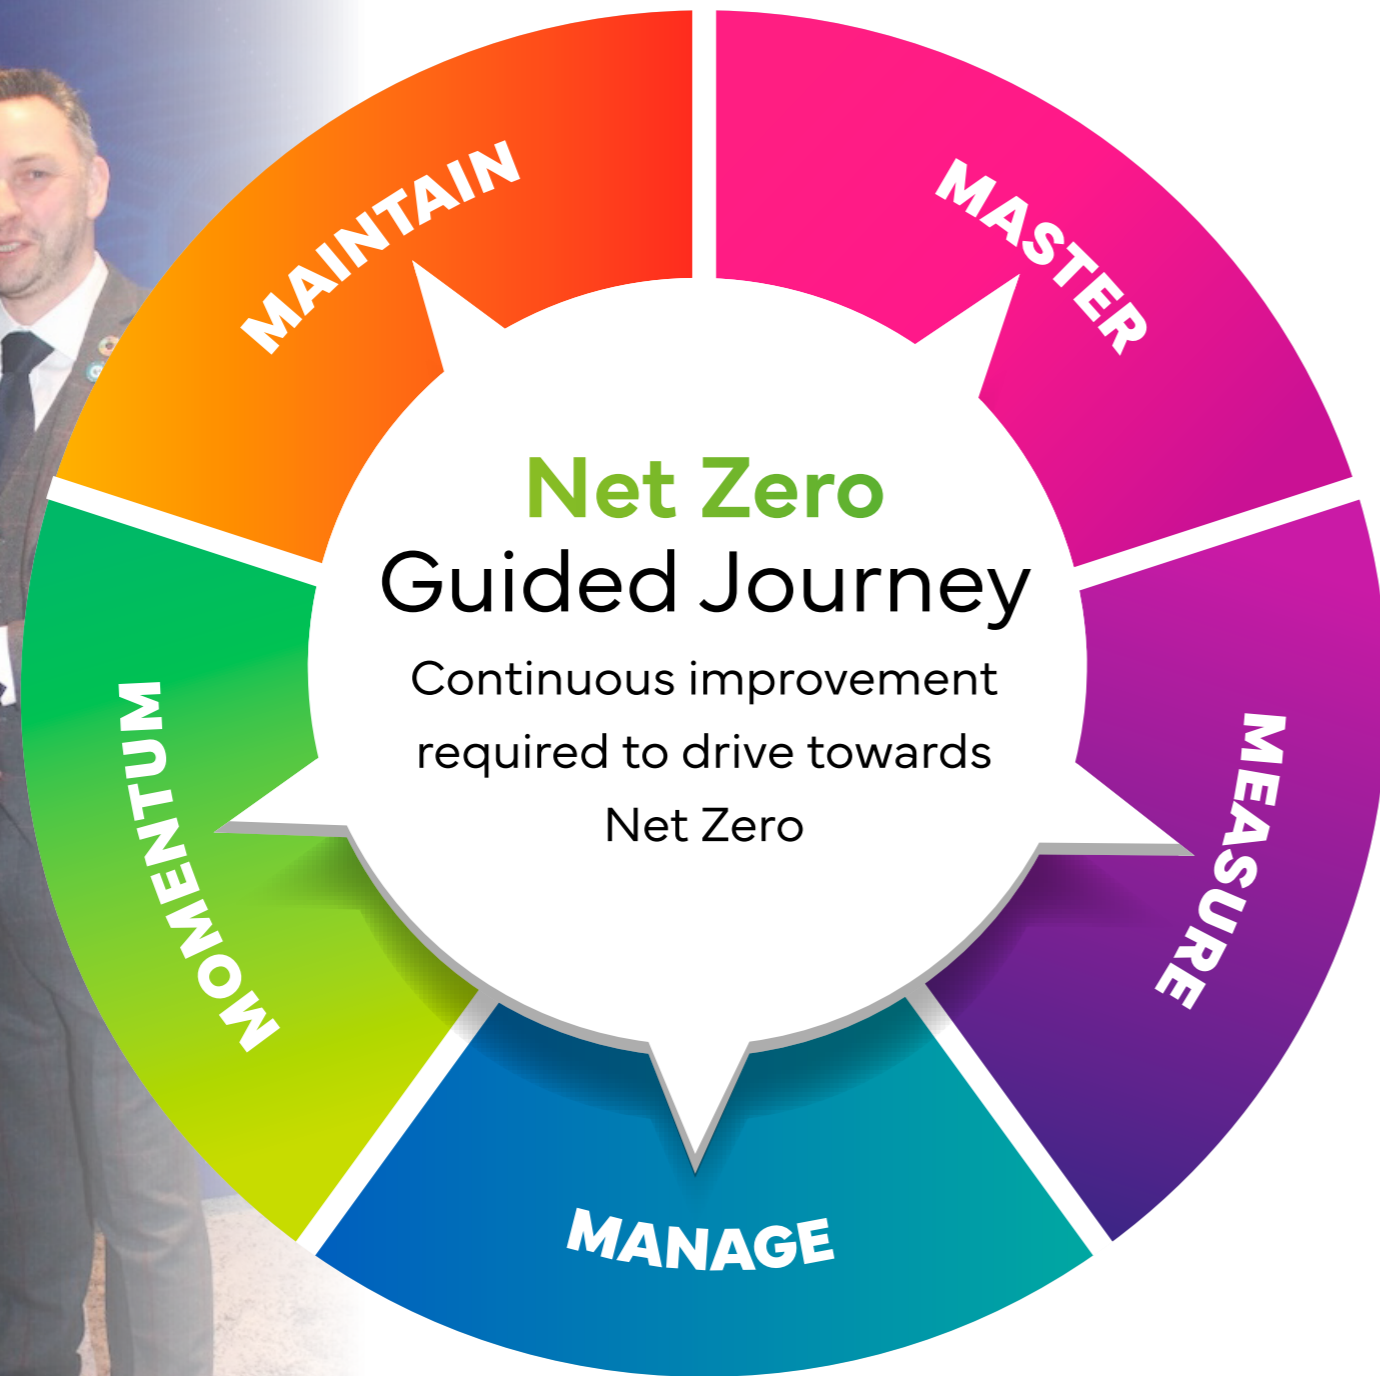 MAINTAIN
MASTER
Net Zero
Guided Journey
Continuous improvement
required to drive towards
Net Zero
MOMENTUM
MEASURE
MANAGE